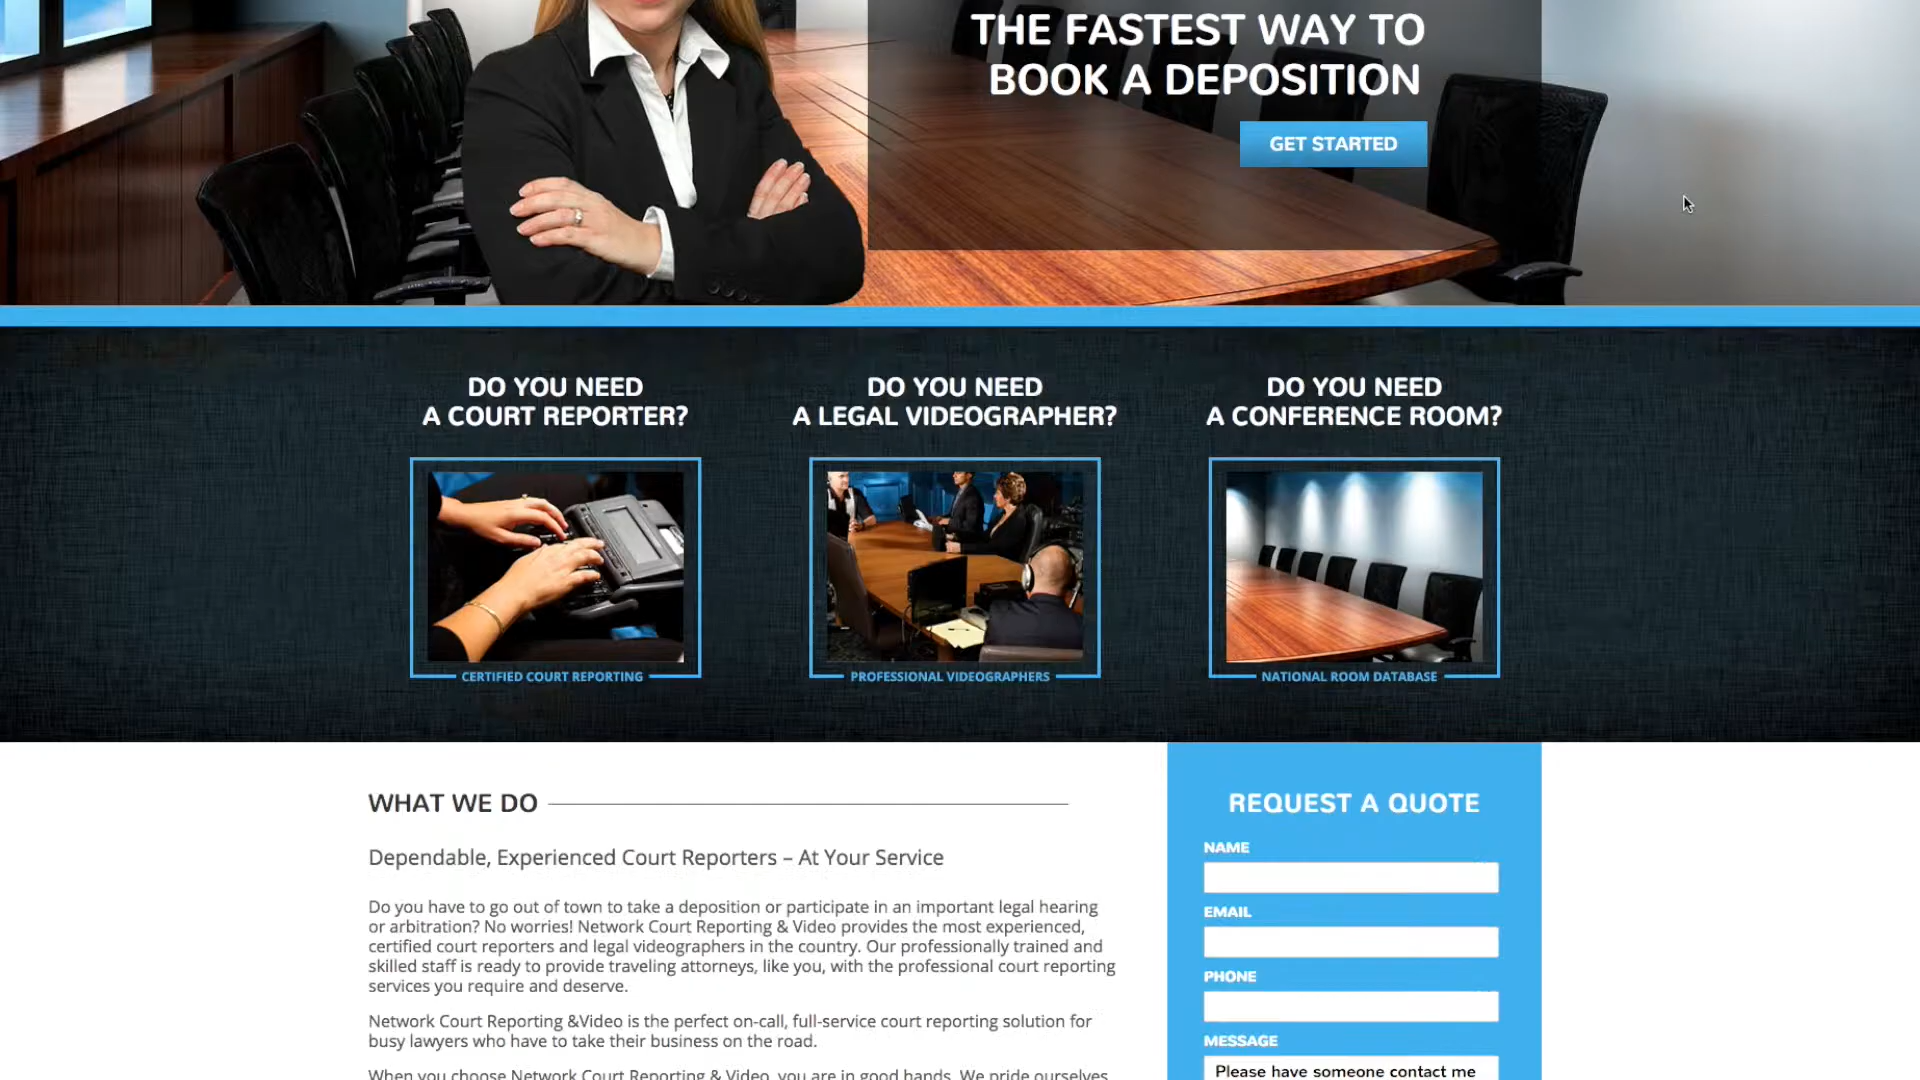 THE FASTEST WAY TO
BOOK A DEPOSITION
GET STARTED
DO YOU NEED
A COURT REPORTER?
CERTIFIED COURT REPORTING
DO YOU NEED
A LEGAL VIDEOGRAPHER?
PROFESSIONAL VIDEOGRAPHERS
DO YOU NEED
A CONFERENCE ROOM?
NATIONAL ROOM DATABASE
WHAT WE DO
Dependable, Experienced Court Reporters – At Your Service
Do you have to go out of town to take a deposition or participate in an important legal hearing
or arbitration? No worries! Network Court Reporting & Video provides the most experienced,
certified court reporters and legal videographers in the country. Our professionally trained and
skilled staff is ready to provide traveling attorneys, like you, with the professional court reporting
services you require and deserve.
Network Court Reporting &Video is the perfect on-call, full-service court reporting solution for
busy lawyers who have to take their business on the road.
When you choose Network Court Reporting & Video, you are in good hands. We pride ourselves
REQUEST A QUOTE
NAME
EMAIL
PHONE
MESSAGE
Please have someone contact me